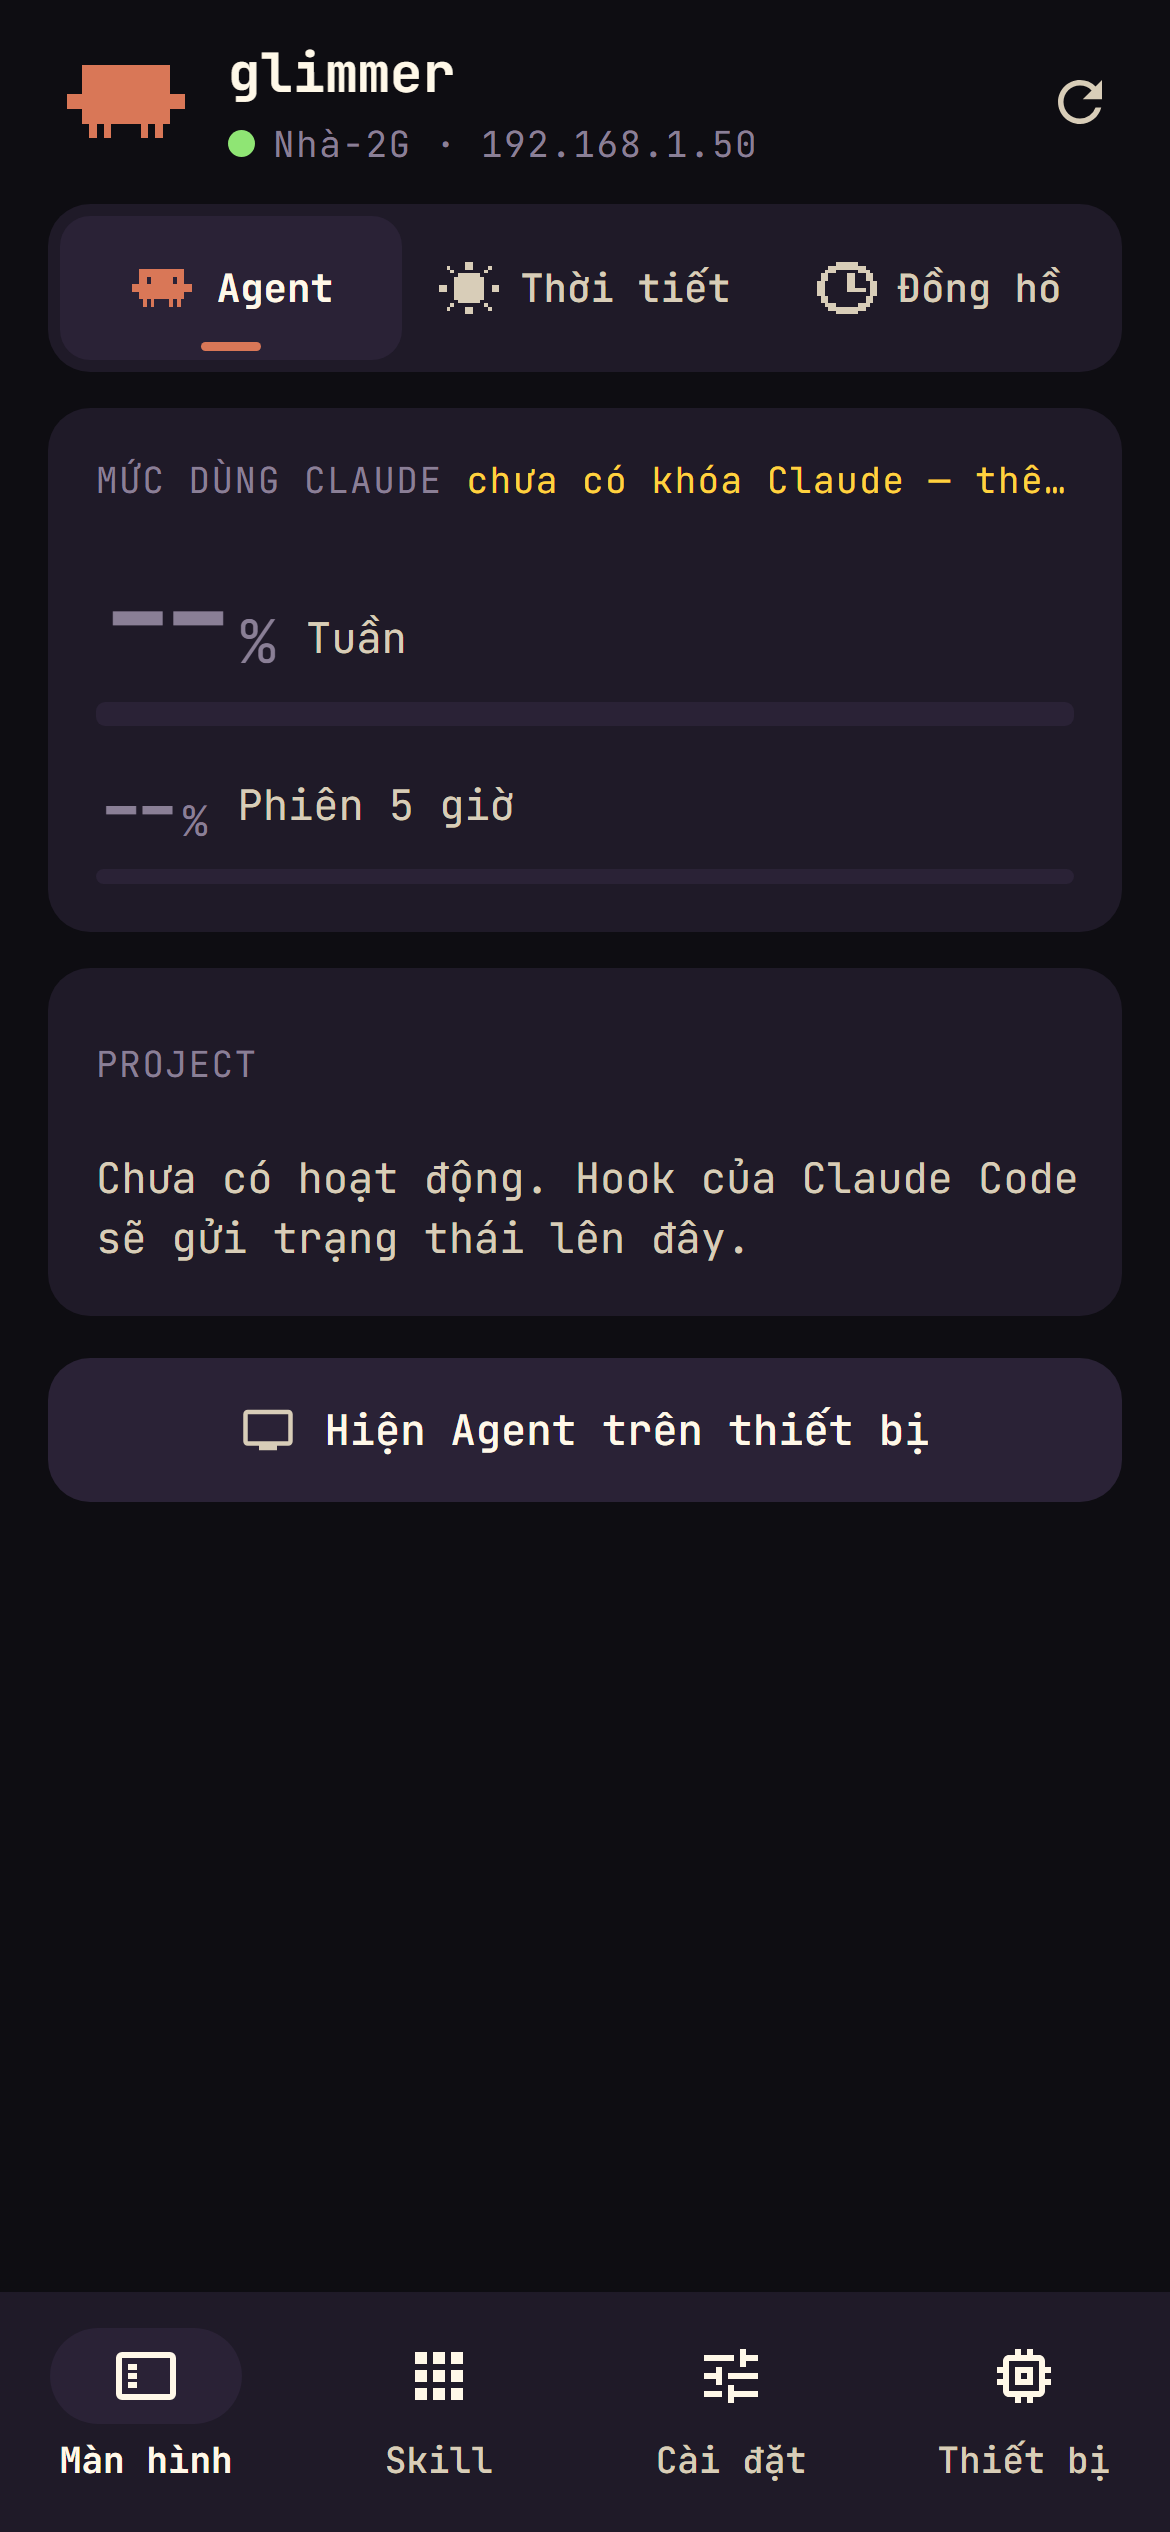 glimmer
Nhà-2G · 192.168.1.50
Agent
Thời tiết
Đồng hồ
MỨC DÙNG CLAUDE chưa có khóa Claude — thê…
--% Tuần
--% Phiên 5 giờ
PROJECT
Chưa có hoạt động. Hook của Claude Code
sẽ gửi trạng thái lên đây.
Hiện Agent trên thiết bị
Màn hình
Skill
Cài đặt
Thiết bị